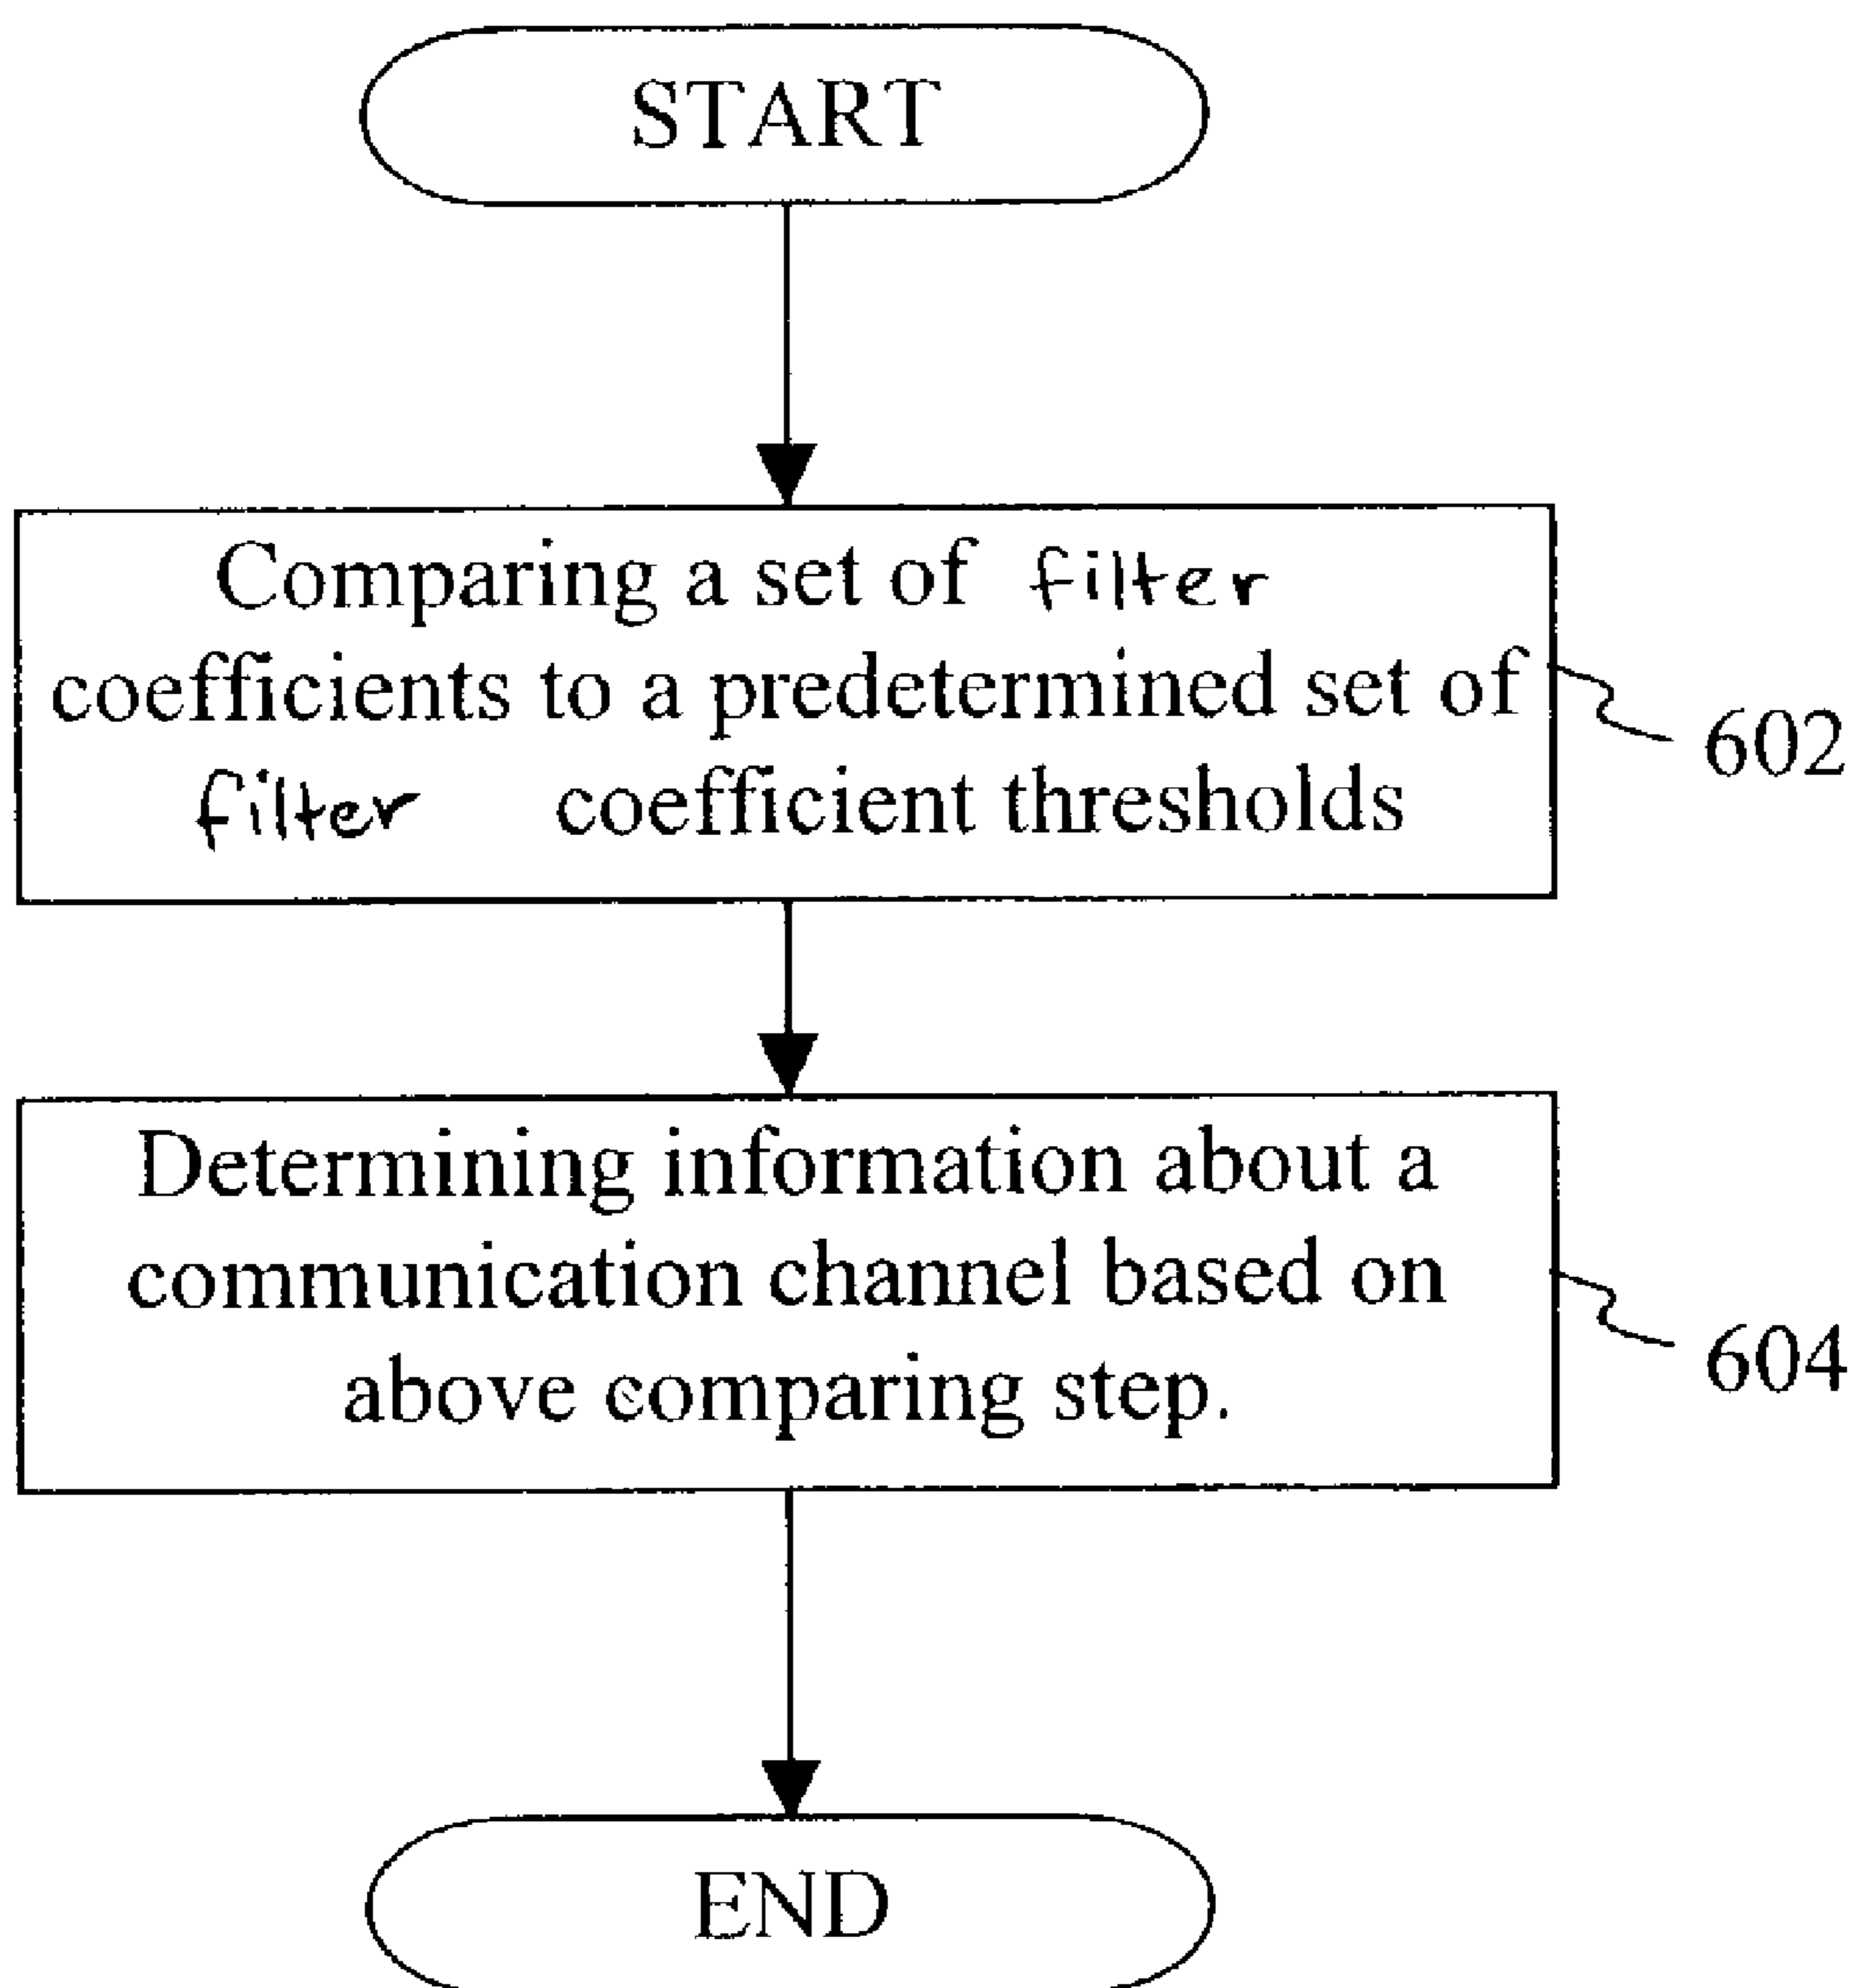 START
Comparing a set of filter
coefficients to a predetermined set of
filter coefficient thresholds
602
Determining information about a
communication channel based on
above comparing step.
604
END